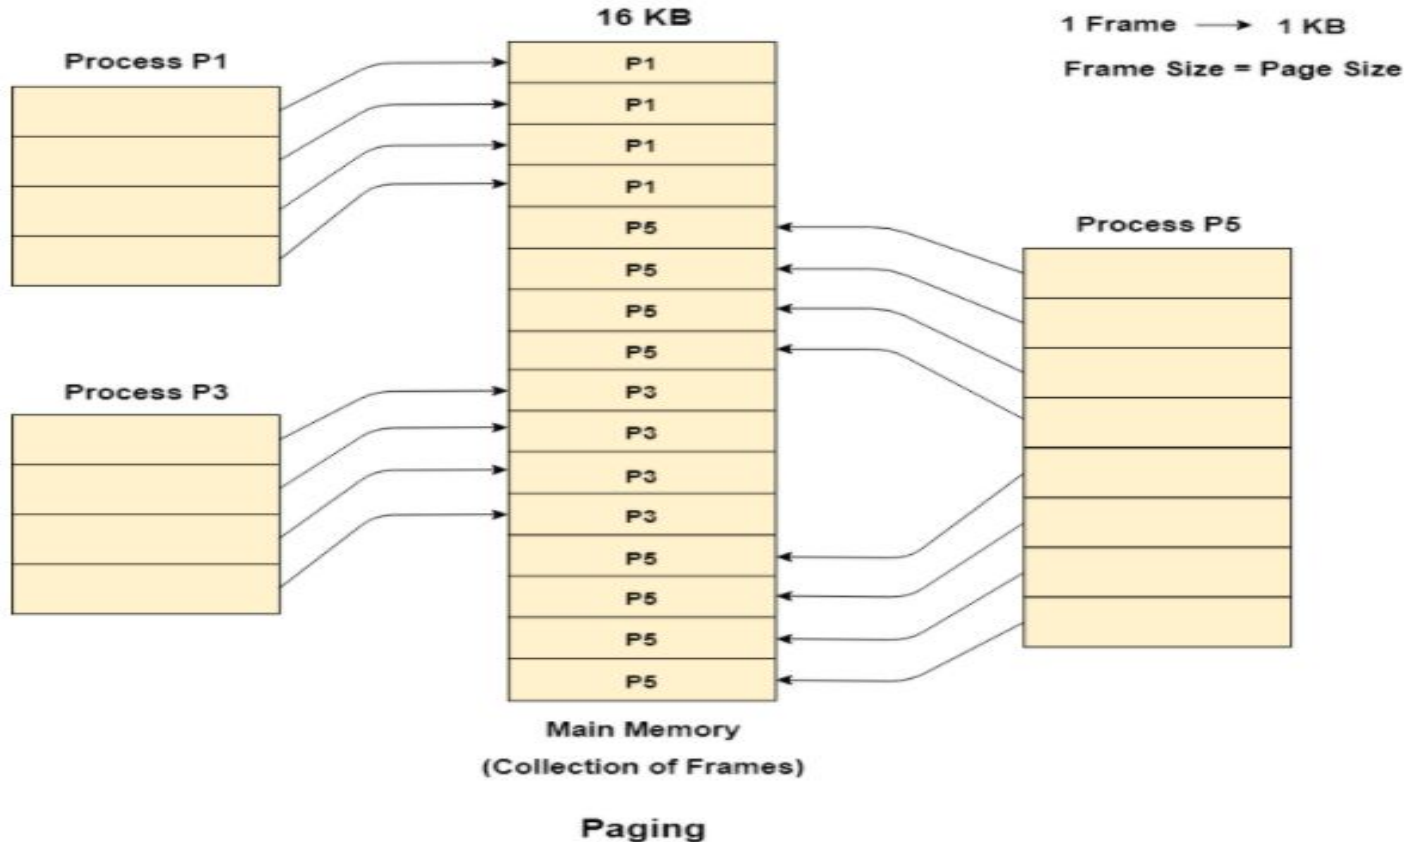 16 KB
1 Frame → 1 KB
Frame Size = Page Size
Process P1
P1
P1
P1
P1
P5
Process P5
P5
P5
P5
Process P3
P3
P3
P3
P3
P5
P5
P5
P5
Main Memory
(Collection of Frames)
Paging